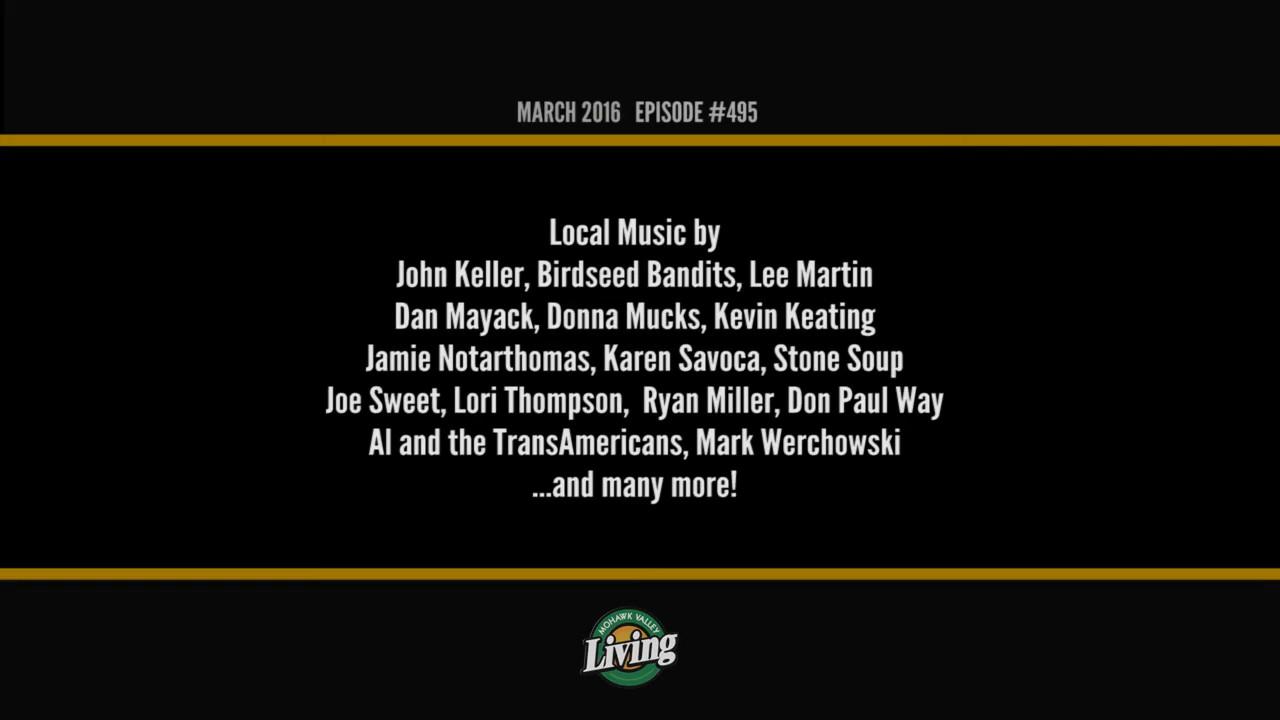 MARCH 2016 EPISODE #495
Local Music by
John Keller, Birdseed Bandits, Lee Martin
Dan Mayack, Donna Mucks, Kevin Keating
Jamie Notarthomas, Karen Savoca, Stone Soup
Joe Sweet, Lori Thompson, Ryan Miller, Don Paul Way
Al and the TransAmericans, Mark Werchowski
...and many more!
MOHAWK VALLEY
Living